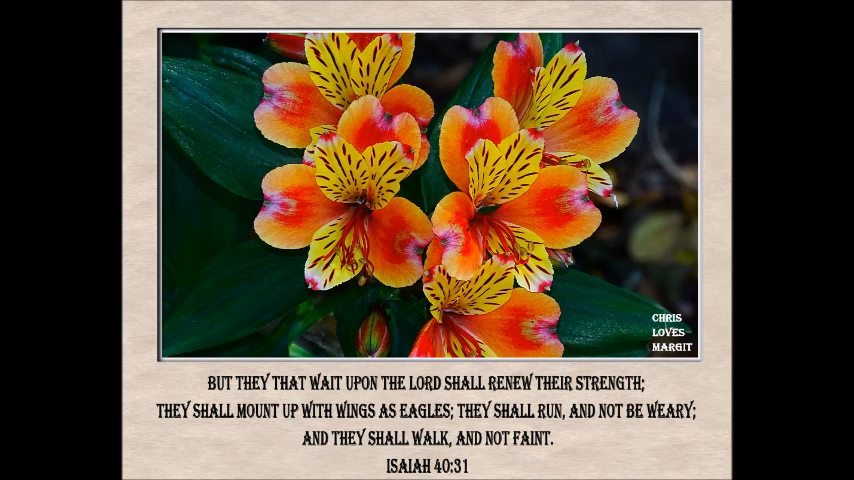 CHRIS
LOVES
MARGIT
BUT THEY THAT WAIT UPON THE LORD SHALL RENEW THEIR STRENGTH;
THEY SHALL MOUNT UP WITH WINGS AS EAGLES; THEY SHALL RUN, AND NOT BE WEARY;
AND THEY SHALL WALK, AND NOT FAINT.
ISAIAH 40:31